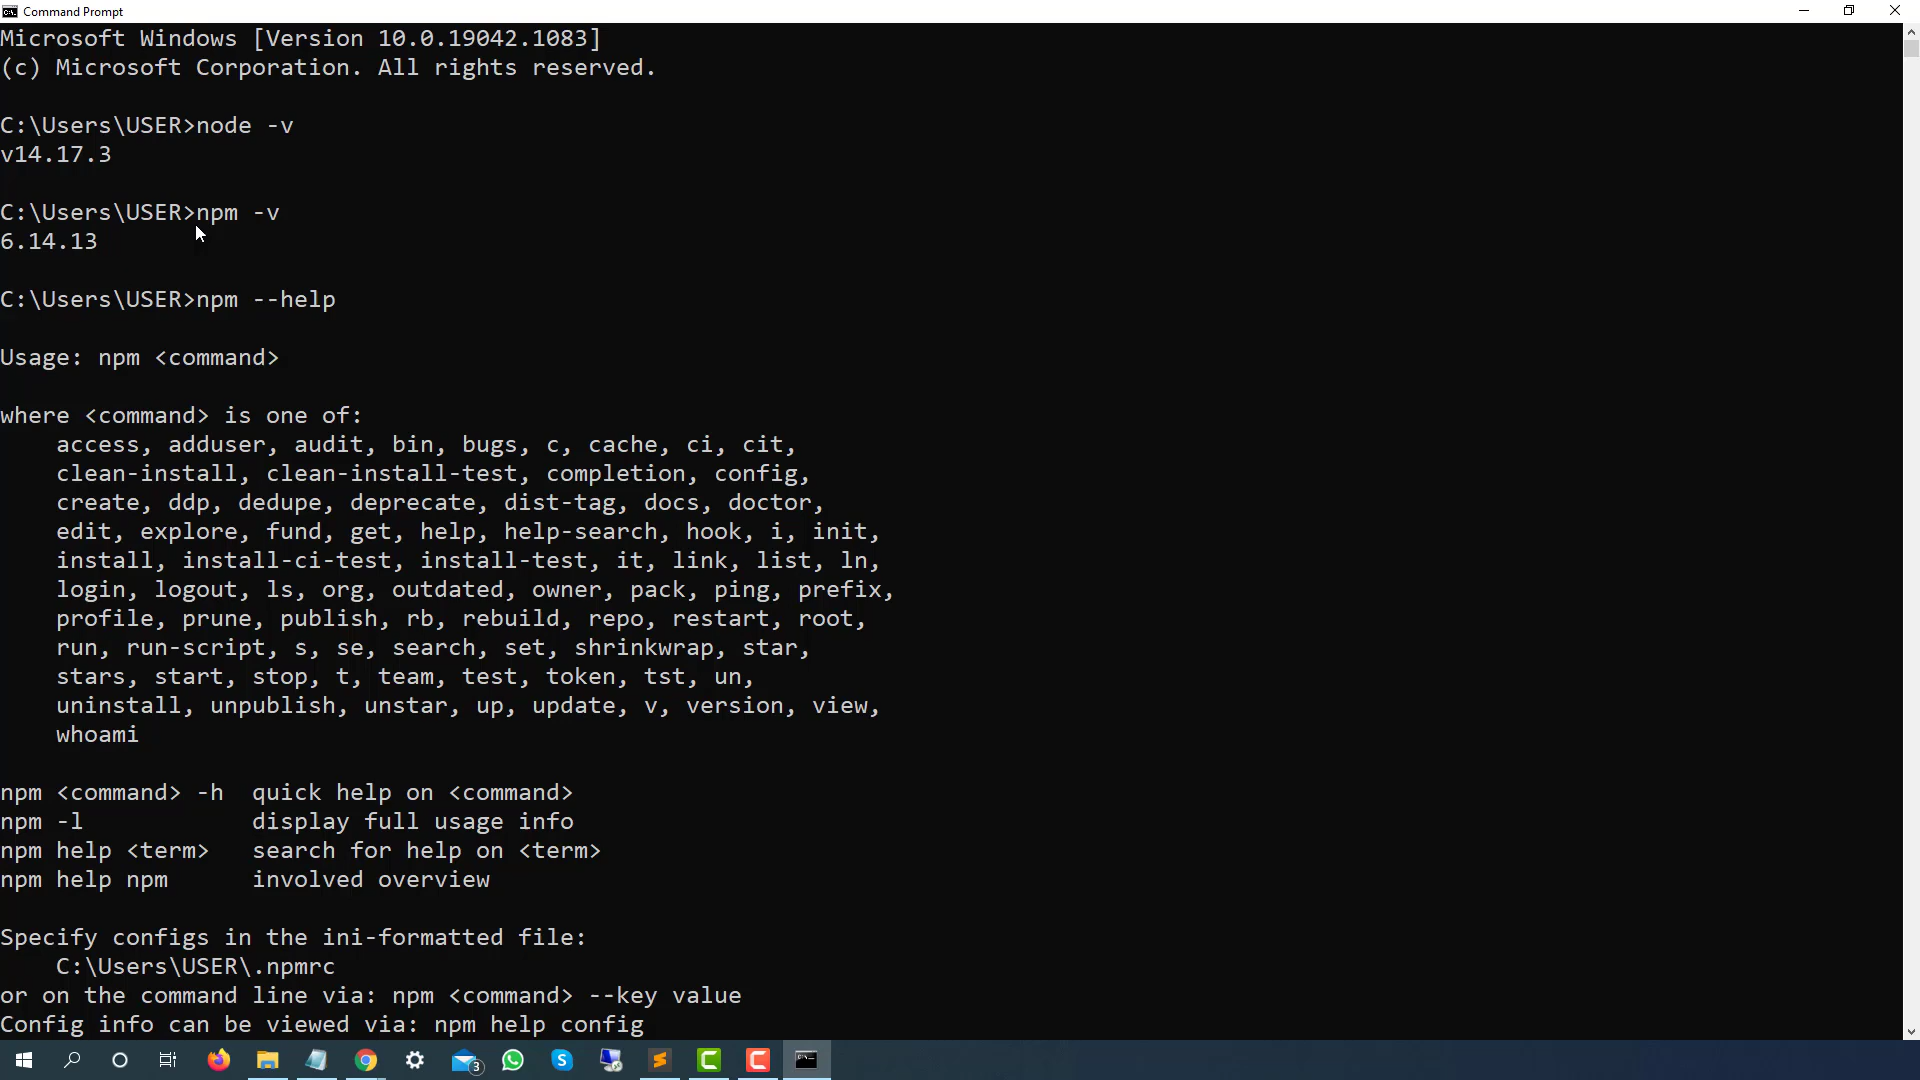 Command Prompt
Microsoft Windows [Version 10.0.19042.1083]
(c) Microsoft Corporation. All rights reserved.
C:\Users\USER>node -v
v14.17.3
C:\Users\USER>npm -v
6.14.13
C:\Users\USER>npm --help
Usage: npm <command>
where <command> is one of:
access, adduser, audit, bin, bugs, c, cache, ci, cit,
clean-install, clean-install-test, completion, config,
create, ddp, dedupe, deprecate, dist-tag, docs, doctor,
edit, explore, fund, get, help, help-search, hook, i, init,
install, install-ci-test, install-test, it, link, list, ln,
login, logout, ls, org, outdated, owner, pack, ping, prefix,
profile, prune, publish, rb, rebuild, repo, restart, root,
run, run-script, s, se, search, set, shrinkwrap, star,
stars, start, stop, t, team, test, token, tst, un,
uninstall, unpublish, unstar, up, update, v, version, view,
whoami
npm <command> -h  quick help on <command>
npm -l            display full usage info
npm help <term>   search for help on <term>
npm help npm      involved overview
Specify configs in the ini-formatted file:
C:\Users\USER\.npmrc
or on the command line via: npm <command> --key value
Config info can be viewed via: npm help config
3